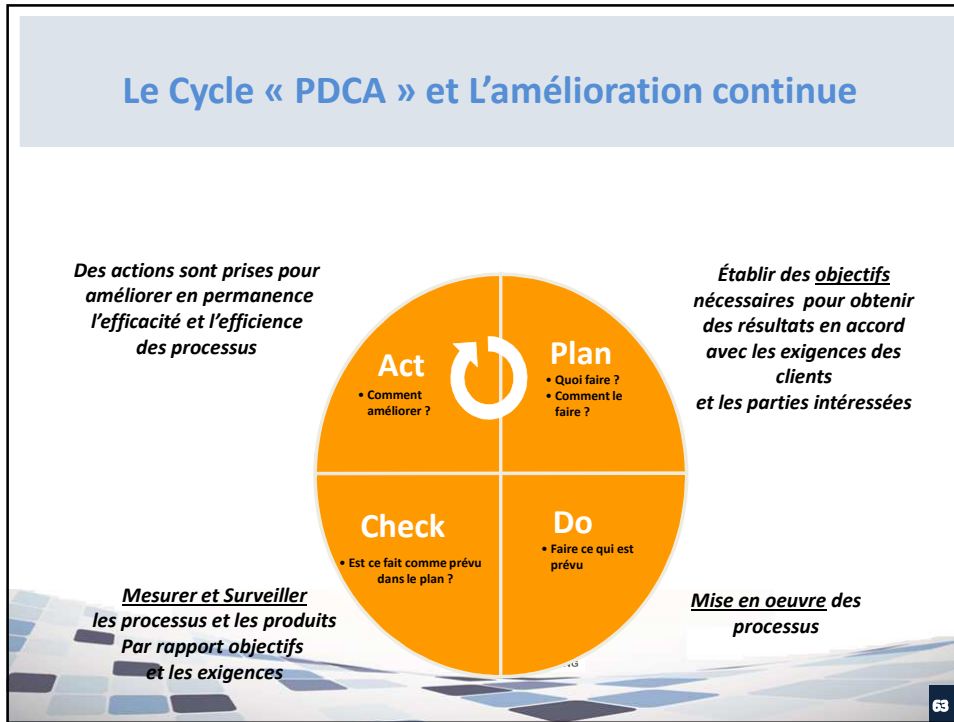 Le Cycle « PDCA » et L’amélioration continue
Des actions sont prises pour
améliorer en permanence
l’efficacité et l’efficience
des processus
Établir des objectifs
nécessaires pour obtenir
des résultats en accord
avec les exigences des
clients
et les parties intéressées
Act
• Comment
améliorer ?
Plan
• Quoi faire ?
• Comment le
faire ?
Check
• Est ce fait comme prévu
dans le plan ?
Do
• Faire ce qui est
prévu
Mesurer et Surveiller
les processus et les produits
Par rapport objectifs
et les exigences
Mise en oeuvre des
processus
63